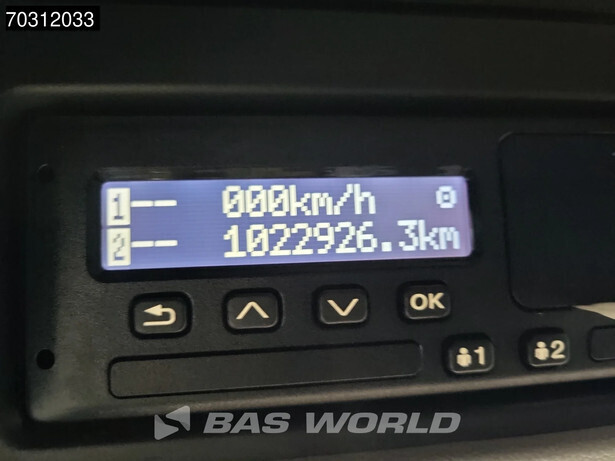 70312033
1-- 000km/h
2-- 1022926.3km
OK
1 2
BAS WORLD